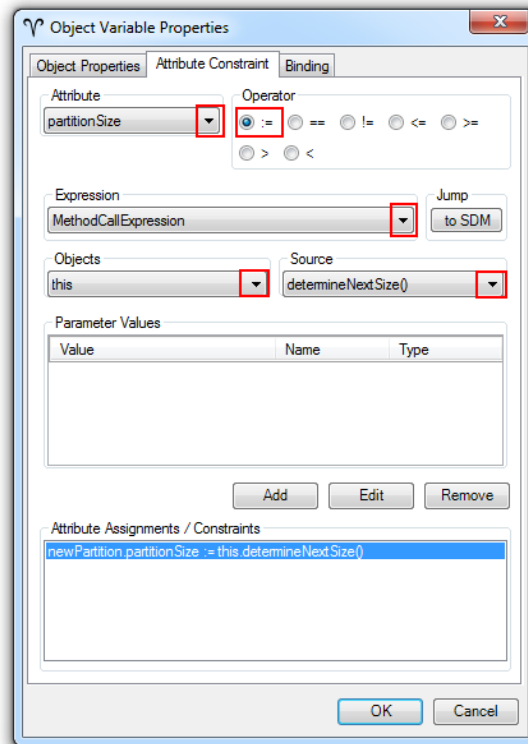 Object Variable Properties
Object Properties Attribute Constraint Binding
Attribute Operator
partitionSize := == != <= >=
> <
Expression Jump
MethodCallExpression to SDM
Objects Source
this determineNextSize()
Parameter Values
Value Name Type
Add Edit Remove
Attribute Assignments / Constraints
newPartition.partitionSize := this.determineNextSize()
OK Cancel